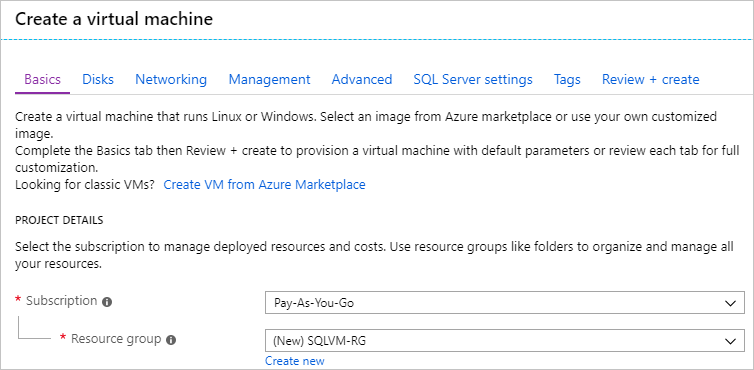 Create a virtual machine
Basics Disks Networking Management Advanced SQL Server settings Tags Review + create
Create a virtual machine that runs Linux or Windows. Select an image from Azure marketplace or use your own customized
image.
Complete the Basics tab then Review + create to provision a virtual machine with default parameters or review each tab for full
customization.
Looking for classic VMs? Create VM from Azure Marketplace
PROJECT DETAILS
Select the subscription to manage deployed resources and costs. Use resource groups like folders to organize and manage all
your resources.
* Subscription Pay-As-You-Go
* Resource group (New) SQLVM-RG
Create new